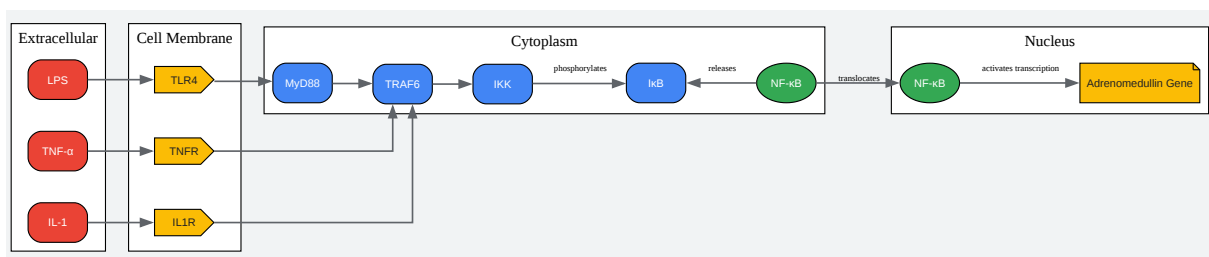 Extracellular
Cell Membrane
Cytoplasm
Nucleus
LPS
TLR4
MyD88
TRAF6
IKK
phosphorylates
IκB
releases
NF-κB
translocates
NF-κB
activates transcription
Adrenomedullin Gene
TNF-α
TNFR
IL-1
IL1R